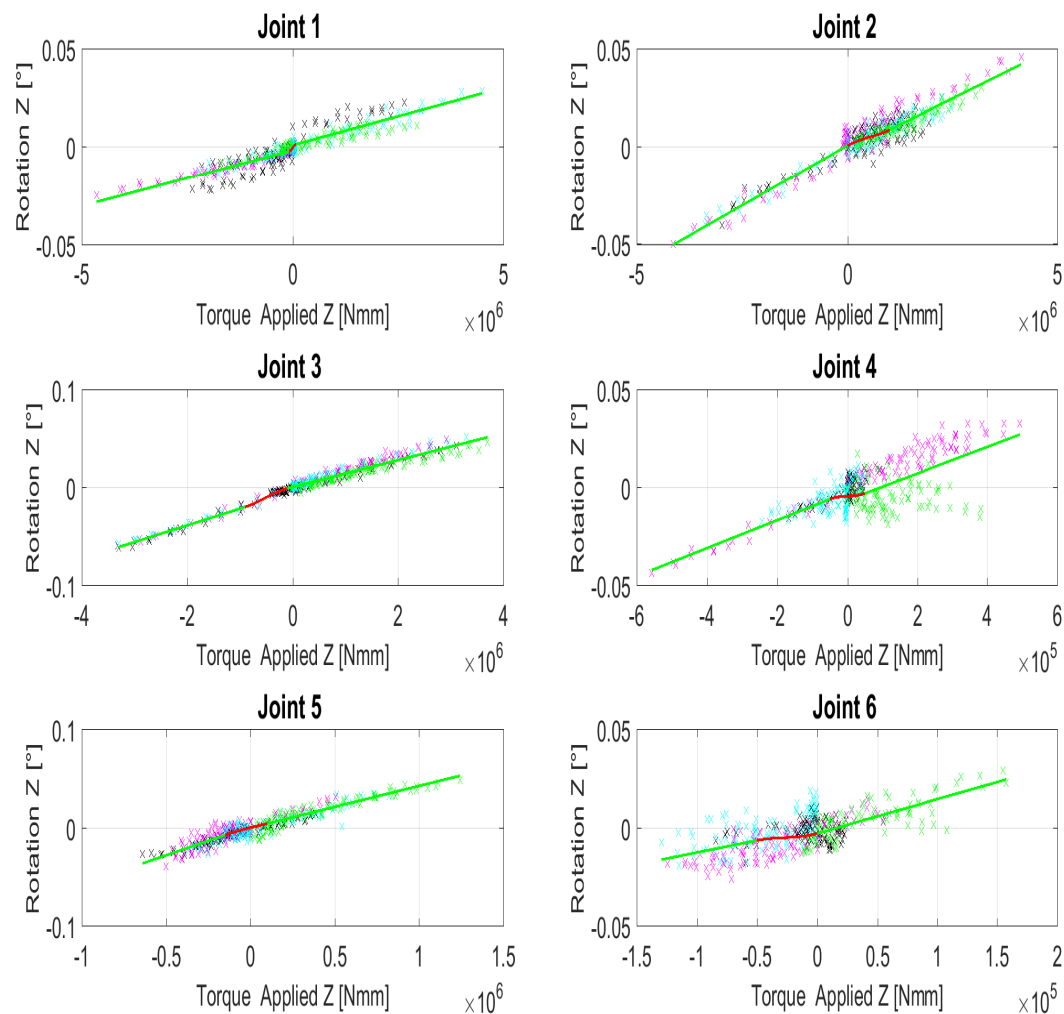 Joint 1
0.05
0
-0.05
Rotation Z [°]
-5 0 5
Torque Applied Z [Nmm]
×10^6
Joint 2
0.05
0
-0.05
Rotation Z [°]
-5 0 5
Torque Applied Z [Nmm]
×10^6
Joint 3
0.1
0
-0.1
Rotation Z [°]
-4 -2 0 2 4
Torque Applied Z [Nmm]
×10^6
Joint 4
0.05
0
-0.05
Rotation Z [°]
-6 -4 -2 0 2 4 6
Torque Applied Z [Nmm]
×10^5
Joint 5
0.1
0
-0.1
Rotation Z [°]
-1 -0.5 0 0.5 1 1.5
Torque Applied Z [Nmm]
×10^6
Joint 6
0.05
0
-0.05
Rotation Z [°]
-1.5 -1 -0.5 0 0.5 1 1.5 2
Torque Applied Z [Nmm]
×10^5